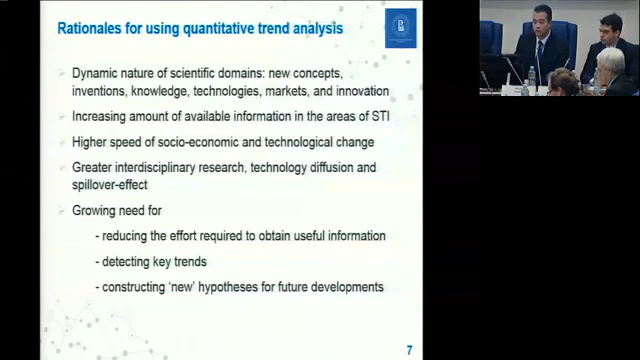 Rationales for using quantitative trend analysis
Dynamic nature of scientific domains: new concepts,
inventions, knowledge, technologies, markets, and innovation
Increasing amount of available information in the areas of STI
Higher speed of socio-economic and technological change
Greater interdisciplinary research, technology diffusion and
spillover-effect
Growing need for
- reducing the effort required to obtain useful information
- detecting key trends
- constructing ‘new’ hypotheses for future developments
7